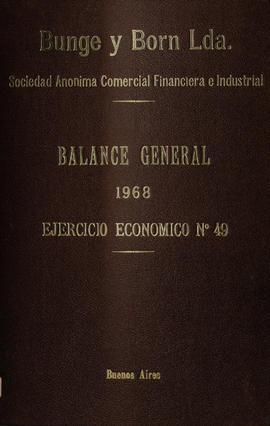 Bunge y Born Lda.
Sociedad Anonima Comercial Financiera e Industrial
BALANCE GENERAL
1968
EJERCICIO ECONOMICO Nº 49
Buenos Aires